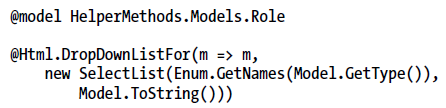 @model HelperMethods.Models.Role

@Html.DropDownListFor(m => m,
    new SelectList(Enum.GetNames(Model.GetType()),
        Model.ToString()))